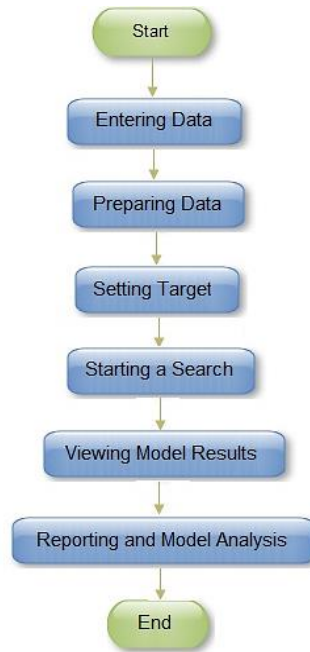 Start
Entering Data
Preparing Data
Setting Target
Starting a Search
Viewing Model Results
Reporting and Model Analysis
End